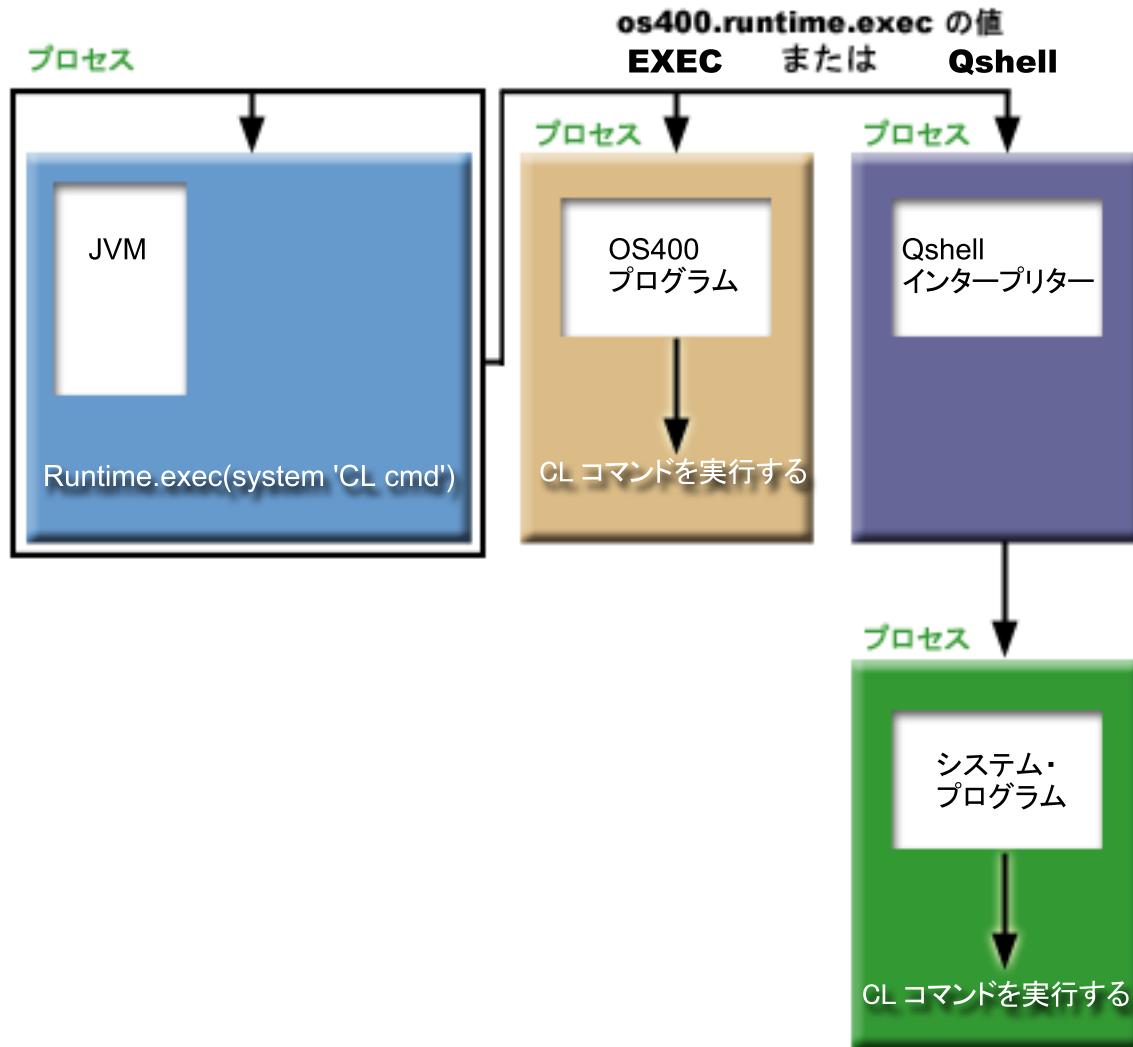 os400.runtime.exec の値
EXEC または Qshell
プロセス
プロセス
プロセス
JVM
Runtime.exec(system 'CL cmd')
OS400
プログラム
CL コマンドを実行する
Qshell
インタープリター
プロセス
システム・
プログラム
CL コマンドを実行する